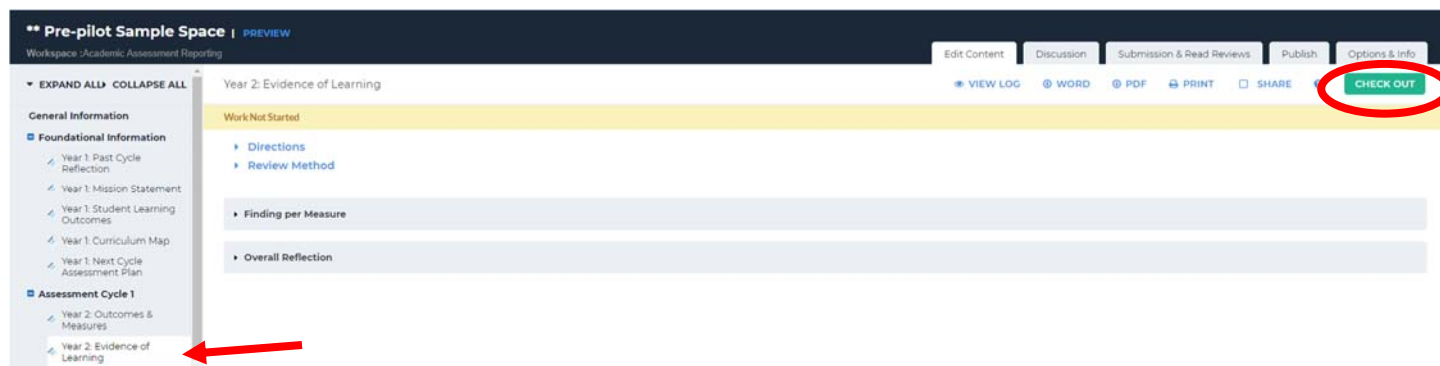 ** Pre-pilot Sample Space | PREVIEW
Workspace :Academic Assessment Reporting
Edit Content
Discussion
Submission & Read Reviews
Publish
Options & Info
EXPAND ALL COLLAPSE ALL
Year 2: Evidence of Learning
VIEW LOG
WORD
PDF
PRINT
SHARE
CHECK OUT
General Information
Work Not Started
Foundational Information
Year 1: Past Cycle
Reflection
Year 1: Mission Statement
Year 1: Student Learning
Outcomes
Year 1: Curriculum Map
Year 1: Next Cycle
Assessment Plan
Assessment Cycle 1
Year 2: Outcomes &
Measures
Year 2: Evidence of
Learning
Directions
Review Method
Finding per Measure
Overall Reflection